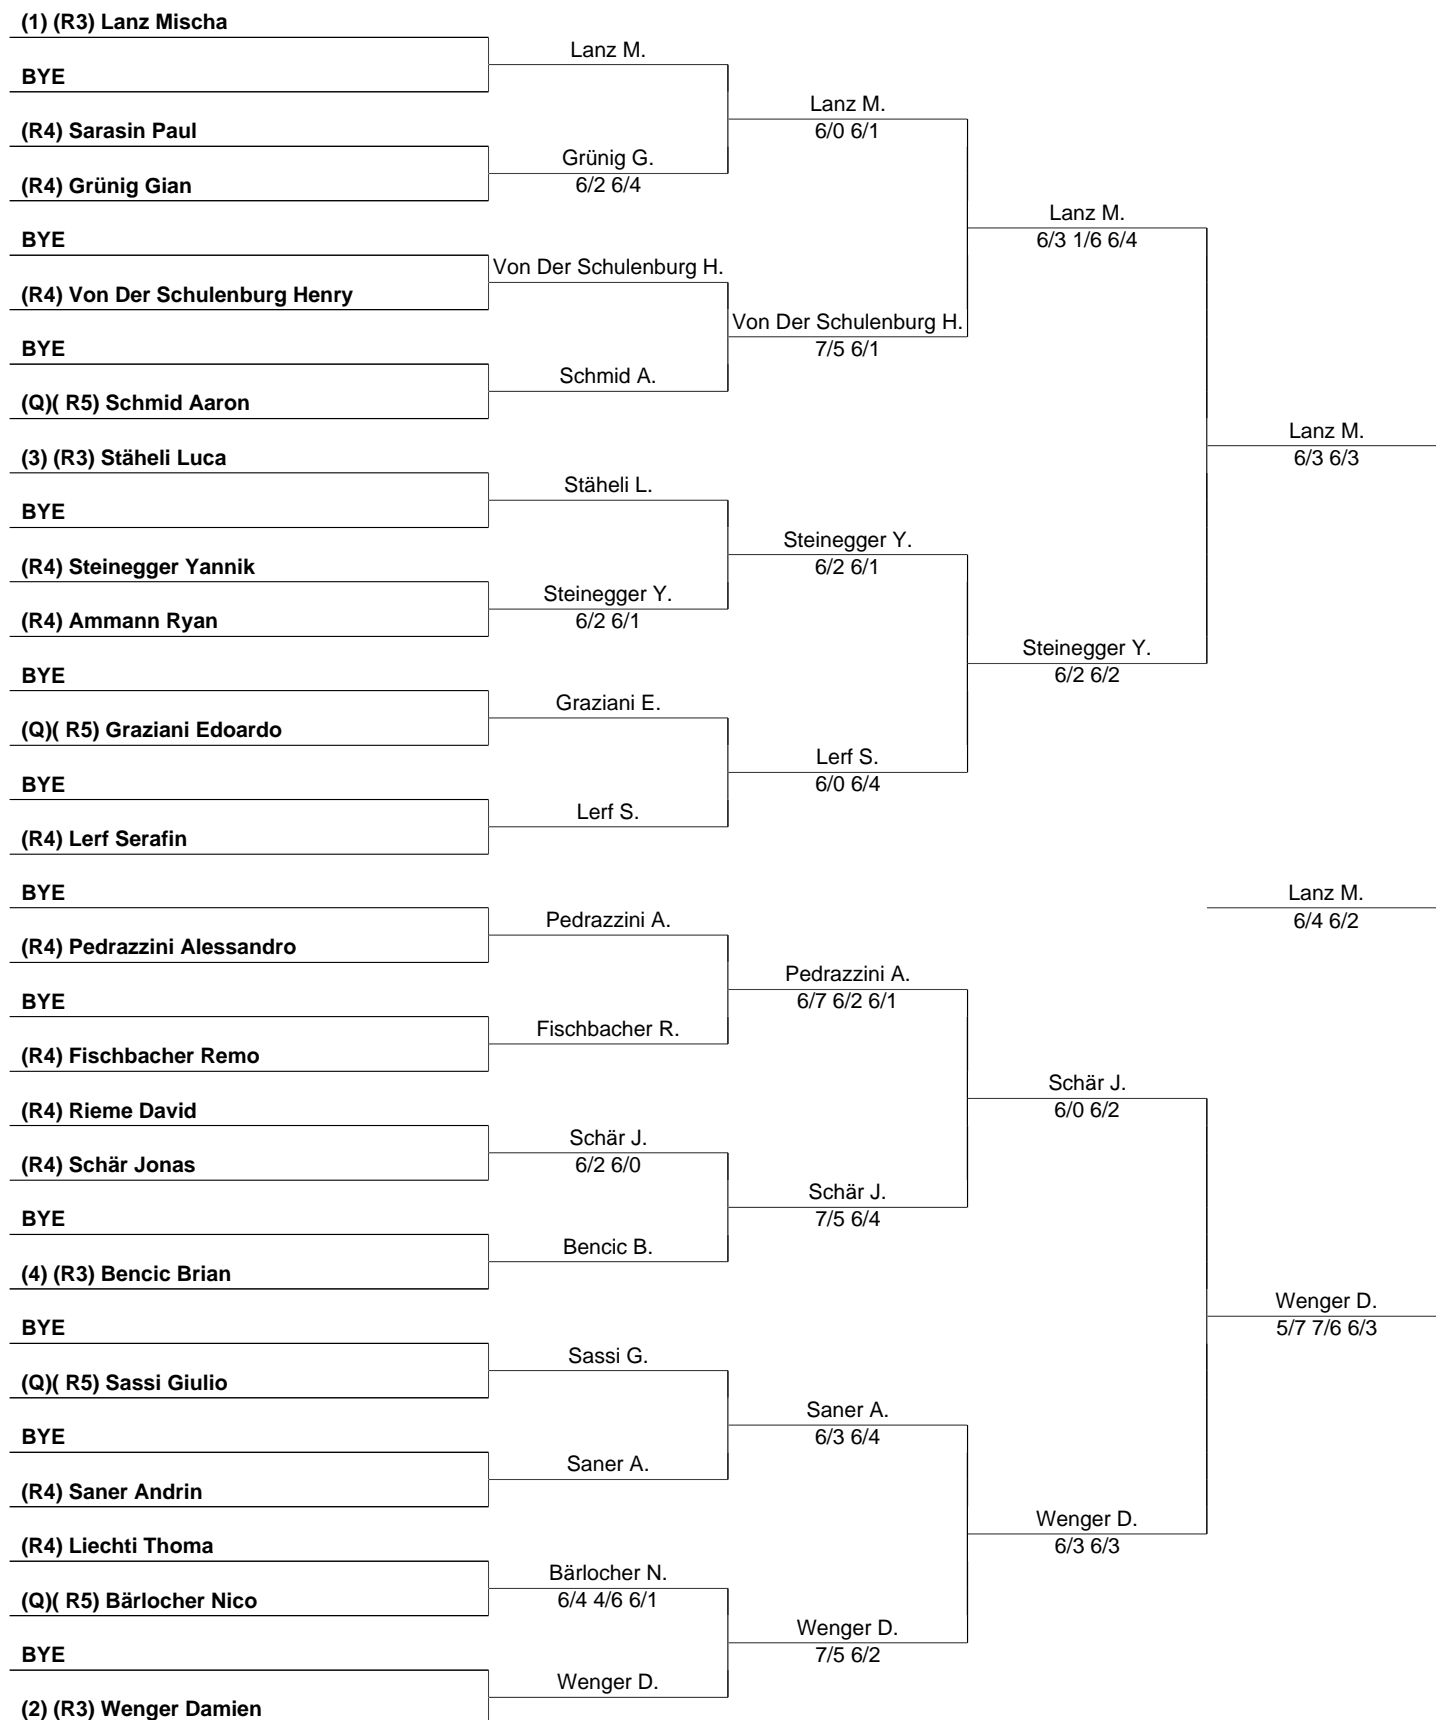 (1) (R3) Lanz Mischa
BYE
(R4) Sarasin Paul
(R4) Grünig Gian
BYE
(R4) Von Der Schulenburg Henry
BYE
(Q)( R5) Schmid Aaron
(3) (R3) Stäheli Luca
BYE
(R4) Steinegger Yannik
(R4) Ammann Ryan
BYE
(Q)( R5) Graziani Edoardo
BYE
(R4) Lerf Serafin
BYE
(R4) Pedrazzini Alessandro
BYE
(R4) Fischbacher Remo
(R4) Rieme David
(R4) Schär Jonas
BYE
(4) (R3) Bencic Brian
BYE
(Q)( R5) Sassi Giulio
BYE
(R4) Saner Andrin
(R4) Liechti Thoma
(Q)( R5) Bärlocher Nico
BYE
(2) (R3) Wenger Damien
Lanz M.
Grünig G.
6/2 6/4
Von Der Schulenburg H.
Schmid A.
Stäheli L.
Steinegger Y.
6/2 6/1
Graziani E.
Lerf S.
Pedrazzini A.
Fischbacher R.
Schär J.
6/2 6/0
Bencic B.
Sassi G.
Saner A.
Bärlocher N.
6/4 4/6 6/1
Wenger D.
Lanz M.
6/0 6/1
Von Der Schulenburg H.
7/5 6/1
Steinegger Y.
6/2 6/1
Lerf S.
6/0 6/4
Pedrazzini A.
6/7 6/2 6/1
Schär J.
7/5 6/4
Saner A.
6/3 6/4
Wenger D.
7/5 6/2
Lanz M.
6/3 1/6 6/4
Steinegger Y.
6/2 6/2
Schär J.
6/0 6/2
Wenger D.
6/3 6/3
Lanz M.
6/3 6/3
Lanz M.
6/4 6/2
Wenger D.
5/7 7/6 6/3